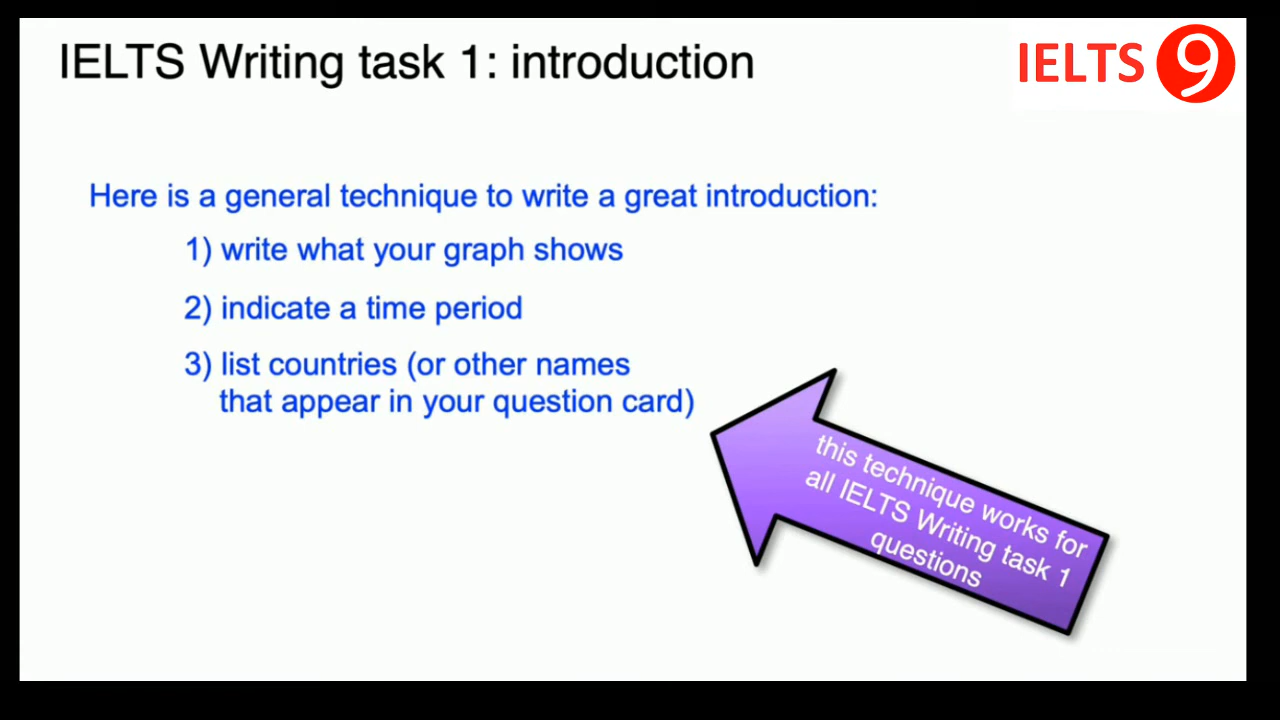 IELTS Writing task 1: introduction
IELTS 9
Here is a general technique to write a great introduction:
1) write what your graph shows
2) indicate a time period
3) list countries (or other names
that appear in your question card)
this technique works for
all IELTS Writing task 1
questions